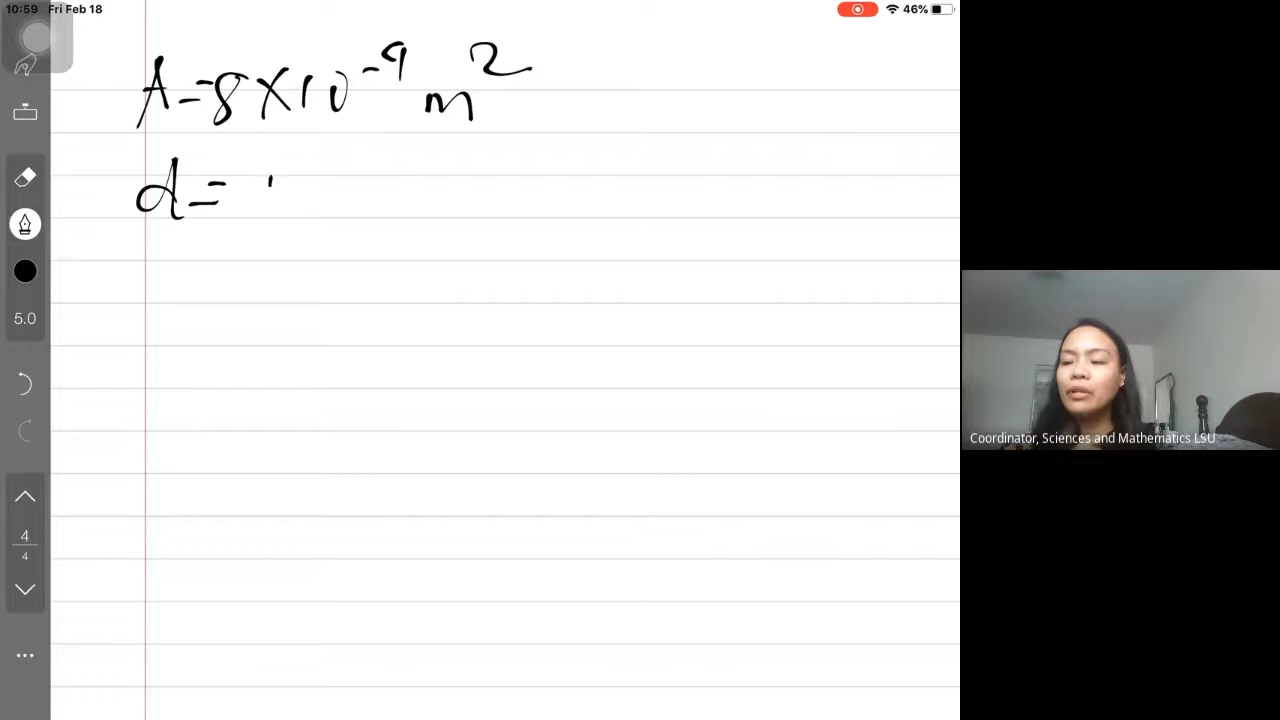 10:59 Fri Feb 18
46%
A=8×10⁻⁹ m²
d=
5.0
4
4
Coordinator, Sciences and Mathematics LSU